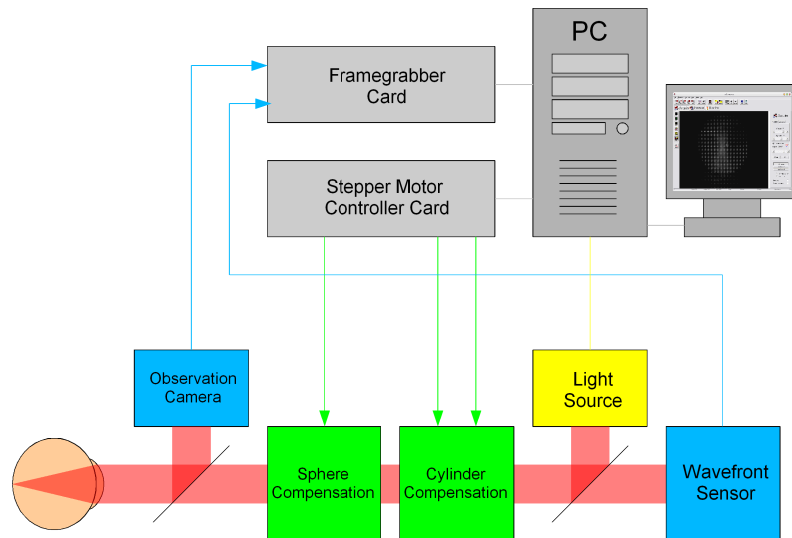 PC
Framegrabber
Card
Stepper Motor
Controller Card
Observation
Camera
Light
Source
Sphere
Compensation
Cylinder
Compensation
Wavefront
Sensor